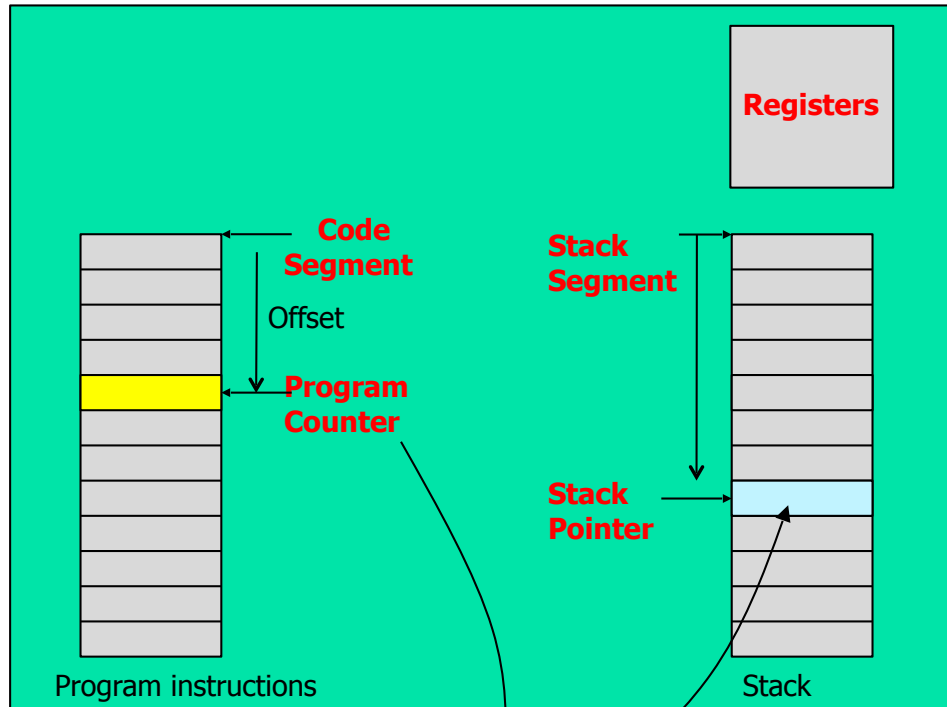 Registers
Code
Segment
Stack
Segment
Offset
Program
Counter
Stack
Pointer
Program instructions
Stack